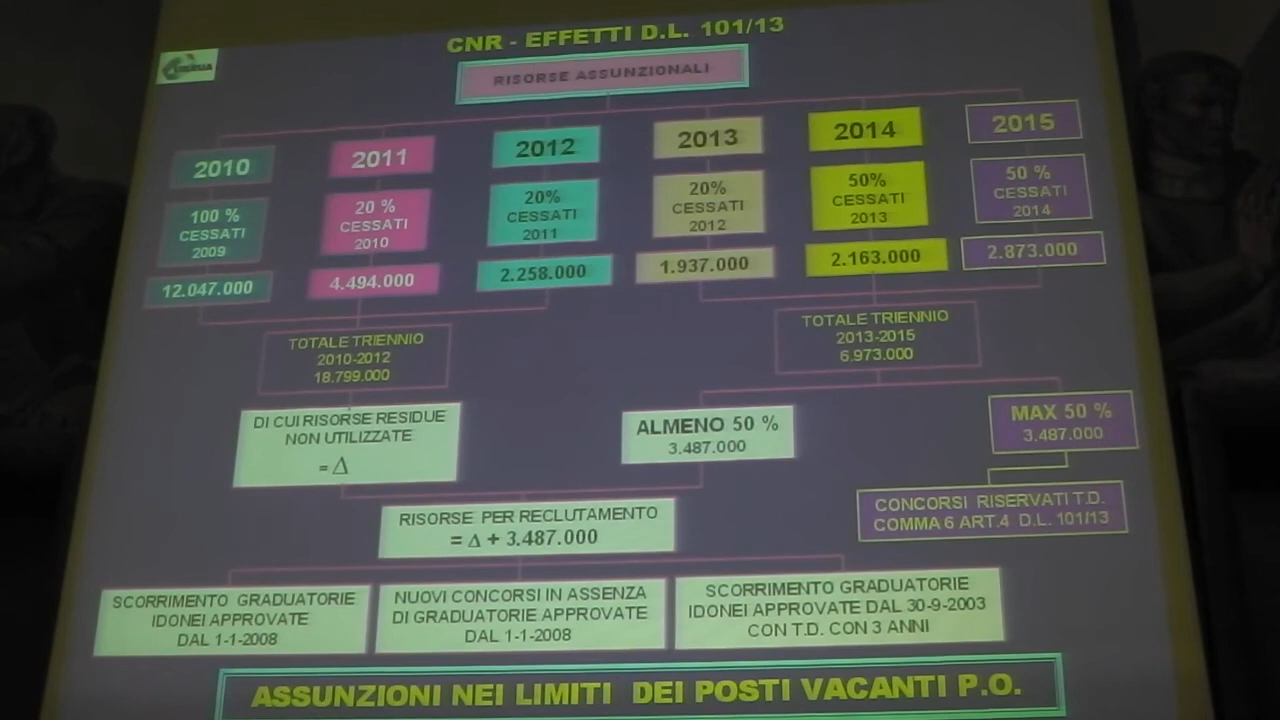 CNR - EFFETTI D.L. 101/13
RISORSE ASSUNZIONALI
2010
100 %
CESSATI
2009
12.047.000
2011
20 %
CESSATI
2010
4.494.000
2012
20%
CESSATI
2011
2.258.000
2013
20%
CESSATI
2012
1.937.000
2014
50%
CESSATI
2013
2.163.000
2015
50 %
CESSATI
2014
2.873.000
TOTALE TRIENNIO
2010-2012
18.799.000
TOTALE TRIENNIO
2013-2015
6.973.000
DI CUI RISORSE RESIDUE
NON UTILIZZATE
= Δ
ALMENO 50 %
3.487.000
MAX 50 %
3.487.000
CONCORSI RISERVATI T.D.
COMMA 6 ART.4 D.L. 101/13
RISORSE PER RECLUTAMENTO
= Δ + 3.487.000
SCORRIMENTO GRADUATORIE
IDONEI APPROVATE
DAL 1-1-2008
NUOVI CONCORSI IN ASSENZA
DI GRADUATORIE APPROVATE
DAL 1-1-2008
SCORRIMENTO GRADUATORIE
IDONEI APPROVATE DAL 30-9-2003
CON T.D. CON 3 ANNI
ASSUNZIONI NEI LIMITI DEI POSTI VACANTI P.O.